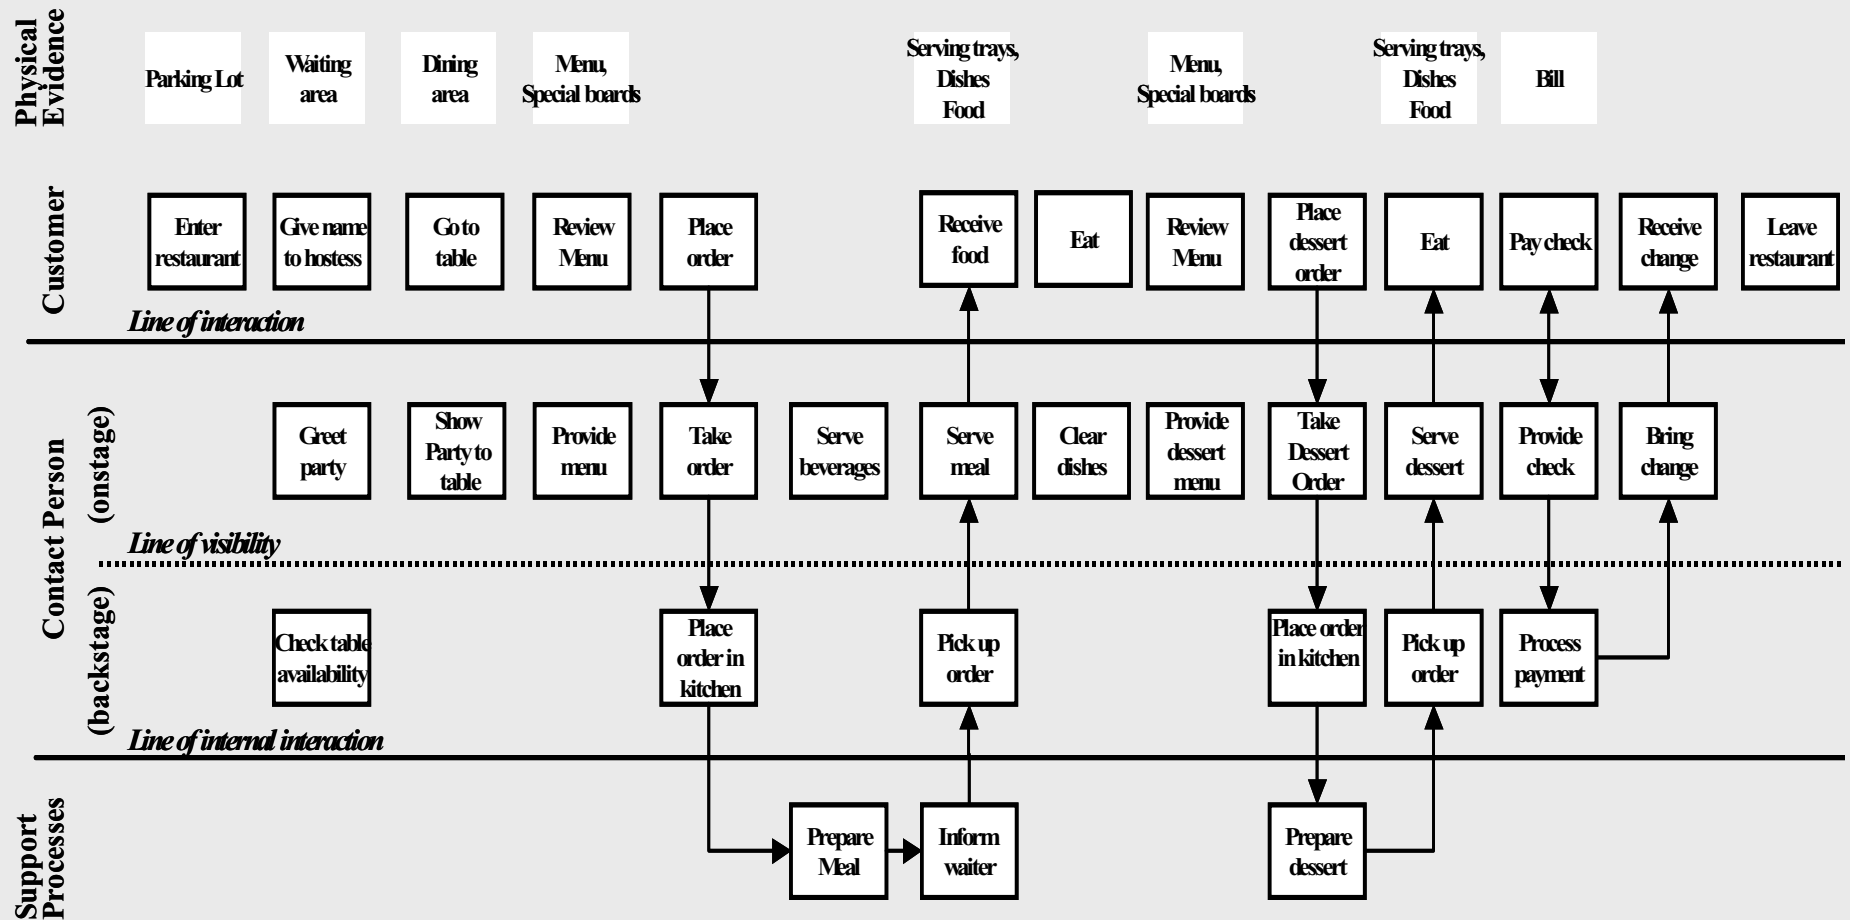 Physical
Evidence
Parking Lot
Waiting
area
Dining
area
Menu,
Special boards
Serving trays,
Dishes
Food
Menu,
Special boards
Serving trays,
Dishes
Food
Bill
Customer
Enter
restaurant
Give name
to hostess
Go to
table
Review
Menu
Place
order
Receive
food
Eat
Review
Menu
Place
dessert
order
Eat
Pay check
Receive
change
Leave
restaurant
Line of interaction
Contact Person
(onstage)
Greet
party
Show
Party to
table
Provide
menu
Take
order
Serve
beverages
Serve
meal
Clear
dishes
Provide
dessert
menu
Take
Dessert
Order
Serve
dessert
Provide
check
Bring
change
Line of visibility
(backstage)
Check table
availability
Place
order in
kitchen
Pick up
order
Place order
in kitchen
Pick up
order
Process
payment
Line of internal interaction
Support
Processes
Prepare
Meal
Inform
waiter
Prepare
dessert